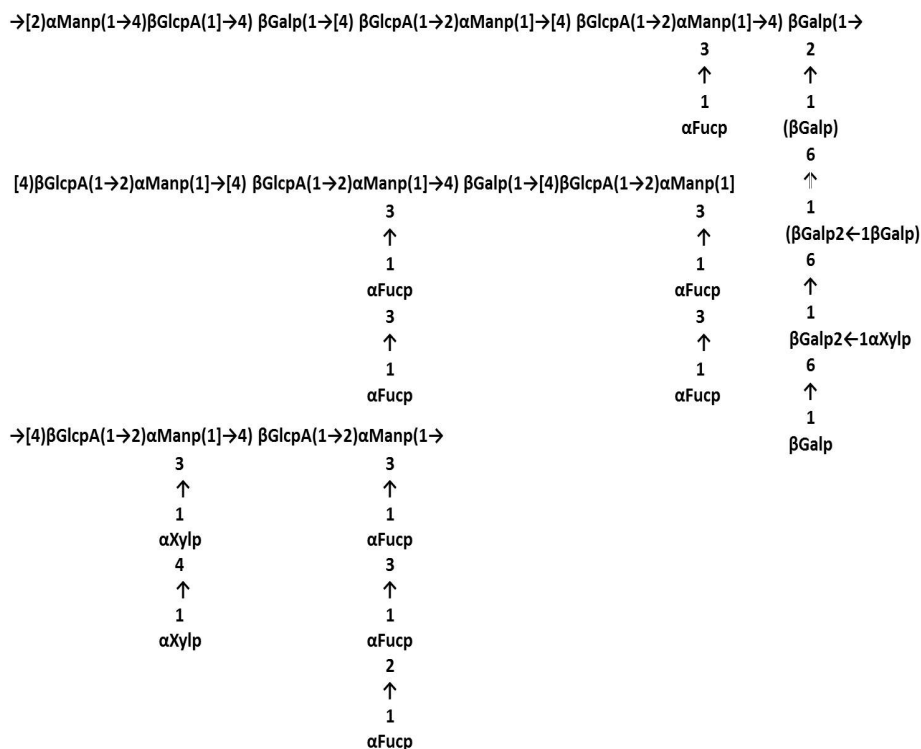 →[2)αManp(1→4)βGlcpA(1]→4) βGalp(1→[4) βGlcpA(1→2)αManp(1]→[4) βGlcpA(1→2)αManp(1]→4) βGalp(1→
3 2
↑ ↑
1 1
αFucp (βGalp)
6
[4)βGlcpA(1→2)αManp(1]→[4) βGlcpA(1→2)αManp(1]→4) βGalp(1→[4)βGlcpA(1→2)αManp(1] ↑
3 3 1
↑ ↑ (βGalp2←1βGalp)
1 1 6
αFucp αFucp ↑
3 3 1
↑ ↑ βGalp2←1αXylp
1 1 6
αFucp αFucp ↑
1
→[4)βGlcpA(1→2)αManp(1]→4) βGlcpA(1→2)αManp(1→ βGalp
3 3
↑ ↑
1 1
αXylp αFucp
4 3
↑ ↑
1 1
αXylp αFucp
2
↑
1
αFucp